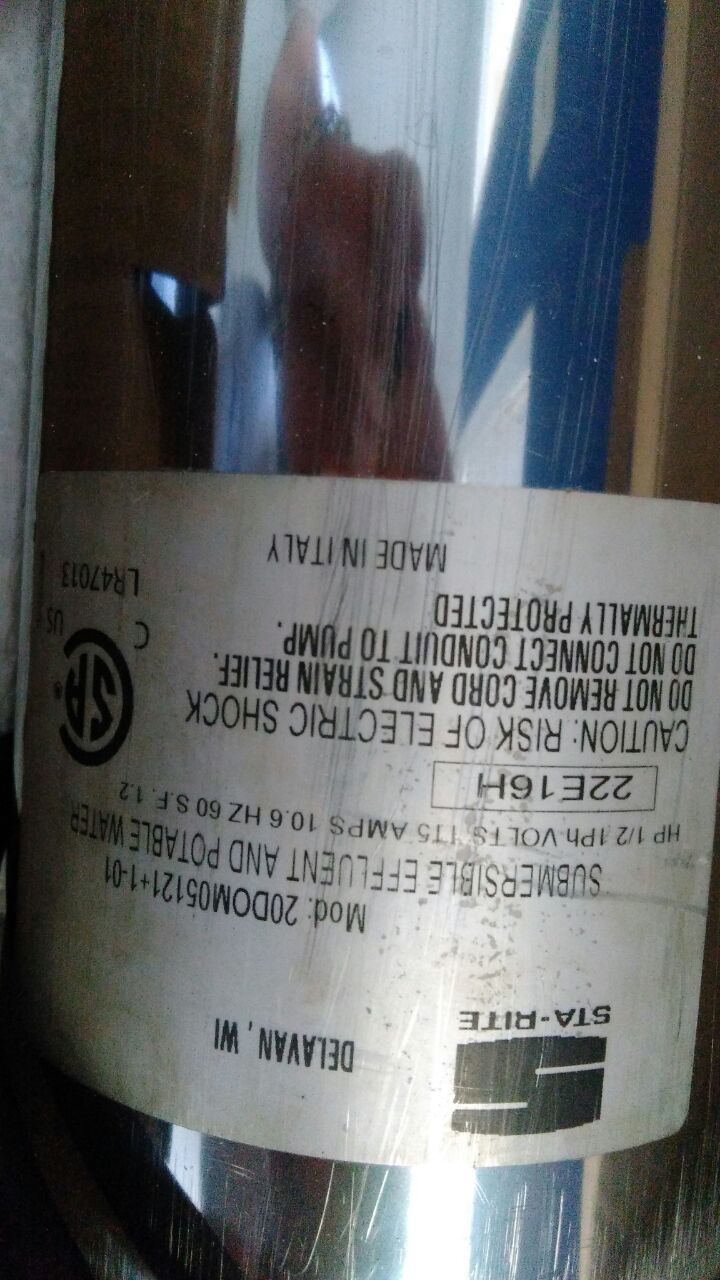 STA-RITE
DELAVAN, WI
Mod: 20DOM05121+1-01
SUBMERSIBLE EFFLUENT AND POTABLE WATER
HP 1/2 1Ph VOLTS 115 AMPS 10.6 HZ 60 S.F. 1.2
22E16H
CAUTION: RISK OF ELECTRIC SHOCK
DO NOT REMOVE CORD AND STRAIN RELIEF.
DO NOT CONNECT CONDUIT TO PUMP.
THERMALLY PROTECTED
SA®
C US
LR47013
MADE IN ITALY